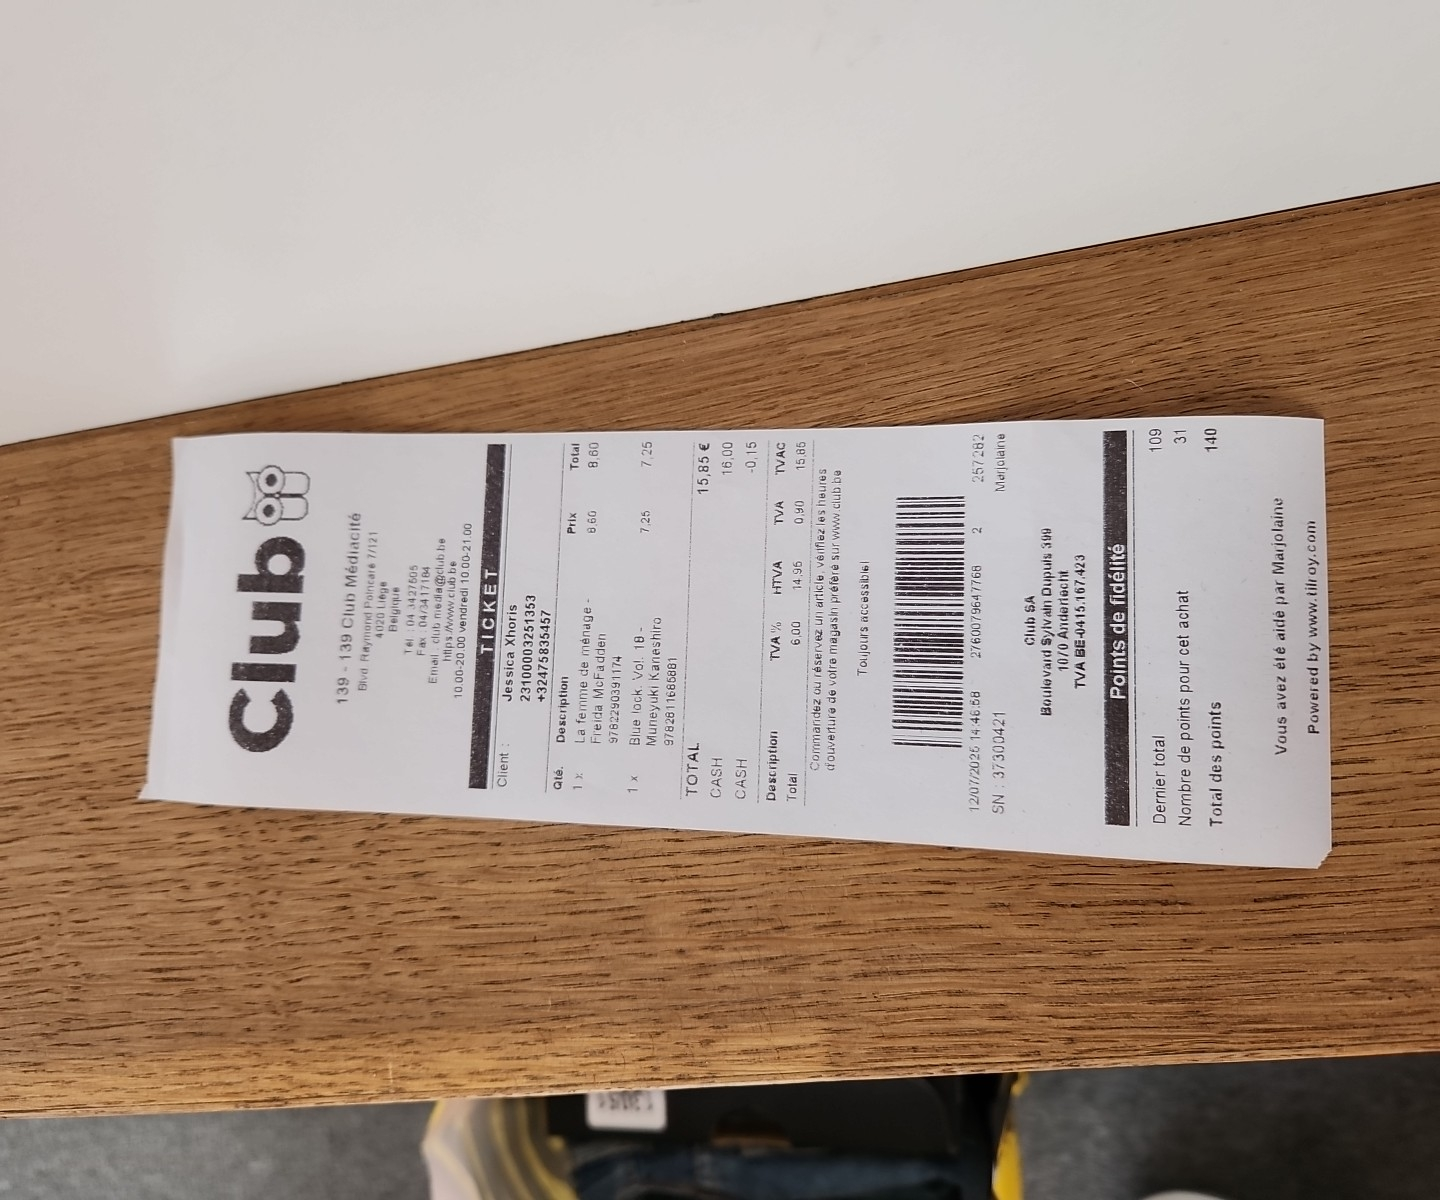 Club
139 - 139 Club Médiacité
Blvd. Raymond Poincaré 7/121
4020 Liège
Belgique
Tél : 04 3427505
Fax : 04/3417184
Email : club.media@club.be
https://www.club.be
10.00-20.00 vendredi 10.00-21.00
TICKET
Client : Jessica Xhoris
23100003251353
+32475835457
Qté. Description Prix Total
1 x La femme de ménage - 8.60 8.60
Freida McFadden
9782290391174
1 x Blue lock. Vol. 18 - 7,25 7,25
Muneyuki Kaneshiro
9782811685881
TOTAL 15,85 €
CASH 16,00
CASH -0,15
Description TVA % HTVA TVA TVAC
Total 6,00 14,95 0,90 15,85
Commandez ou réservez un article, vérifiez les heures
d'ouverture de votre magasin préféré sur www.club.be
Toujours accessible!
12/07/2025 14:46:58 2760079647768 2 257282
SN : 37300421 Marjolaine
Club SA
Boulevard Sylvain Dupuis 399
1070 Anderlecht
TVA BE-0415.167.423
Points de fidélité
Dernier total 109
Nombre de points pour cet achat 31
Total des points 140
Vous avez été aidé par Marjolaine
Powered by www.tilroy.com